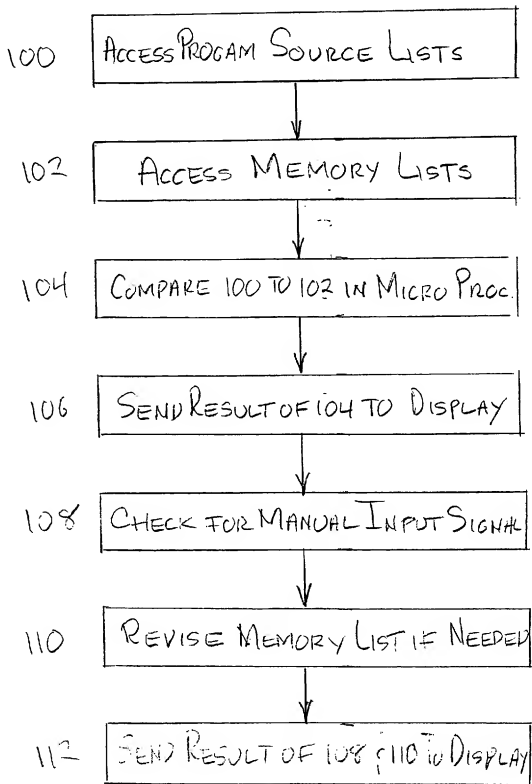 100 ACCESS PROGAM SOURCE LISTS
102 ACCESS MEMORY LISTS
104 COMPARE 100 TO 102 IN MICRO PROC.
106 SEND RESULT OF 104 TO DISPLAY
108 CHECK FOR MANUAL INPUT SIGNAL
110 REVISE MEMORY LIST IF NEEDED
112 SEND RESULT OF 108 & 110 TO DISPLAY